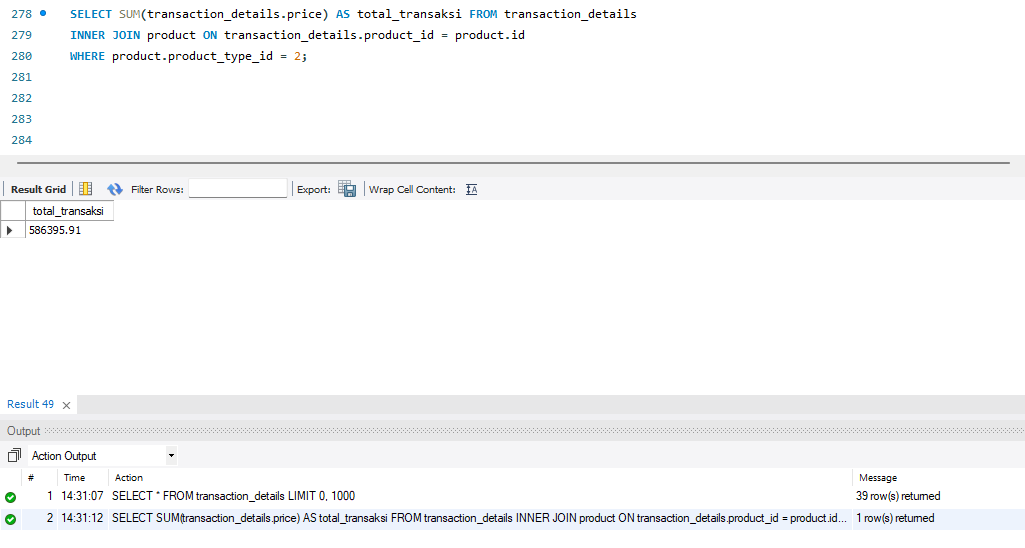 278 SELECT SUM(transaction_details.price) AS total_transaksi FROM transaction_details
279 INNER JOIN product ON transaction_details.product_id = product.id
280 WHERE product.product_type_id = 2;
281
282
283
284
Result Grid Filter Rows: Export: Wrap Cell Content: IA
total_transaksi
586395.91
Result 49
Output
Action Output
# Time Action Message
1 14:31:07 SELECT * FROM transaction_details LIMIT 0, 1000 39 row(s) returned
2 14:31:12 SELECT SUM(transaction_details.price) AS total_transaksi FROM transaction_details INNER JOIN product ON transaction_details.product_id = product.id... 1 row(s) returned